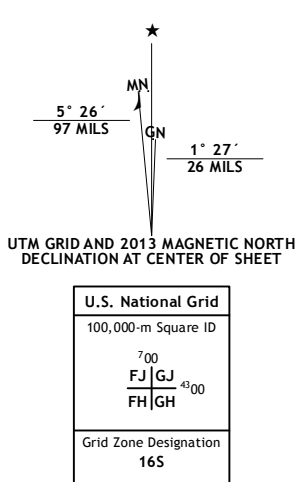 ★
MN
GN
5° 26´
97 MILS
1° 27´
26 MILS
UTM GRID AND 2013 MAGNETIC NORTH
DECLINATION AT CENTER OF SHEET
U.S. National Grid
100,000-m Square ID
⁷00
FJ GJ
⁴³00
FH GH
Grid Zone Designation
16S